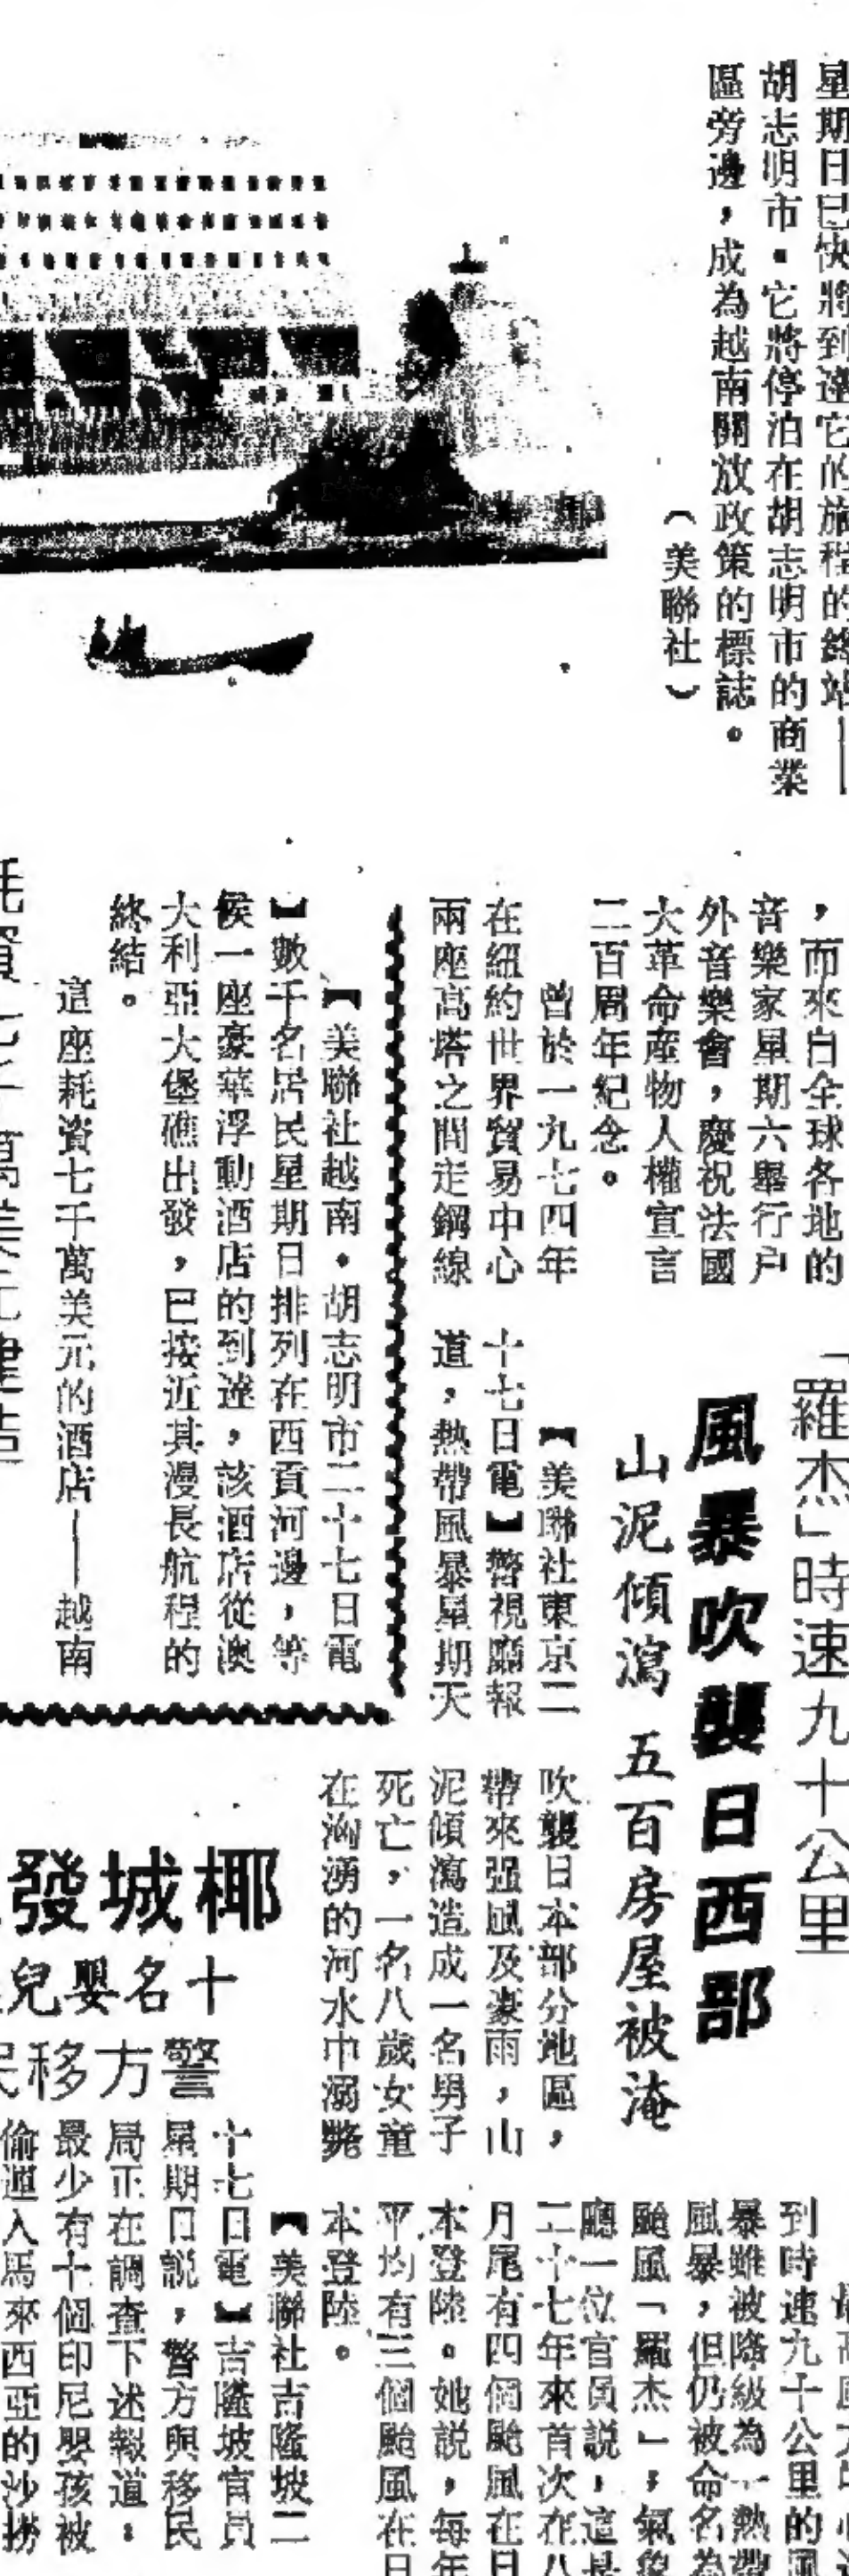 星期日已快將到達它的旅程的終站——
胡志明市。它將停泊在胡志明市的商業
區旁邊，成為越南開放政策的標誌。
（美聯社）
，而來自全球各地的
音樂家星期六舉行戶
外音樂會，慶祝法國
大革命產物人權宣言
二百周年紀念。
曾於一九七四年
在紐約世界貿易中心
兩座高塔之間走鋼線
【美聯社越南。胡志明市二十七日電
】數千名居民星期日排列在西貢河邊，等
侯一座豪華浮動酒店的到達，該酒店從澳
大利亞大堡礁出發，已接近其漫長航程的
終結。
這座耗資七千萬美元的酒店——越南
「羅杰」時速九十公里
風暴吹襲日西部
山泥傾瀉 五百房屋被淹
【美聯社東京二
十七日電】警視廳報
道，熱帶風暴星期天
吹襲日本部分地區，
帶來强風及豪雨，山
泥傾瀉造成一名男子
死亡，一名八歲女童
在洶湧的河水中溺斃
到時速九十公里的風
暴雖被降級為一熱帶
風暴，但仍被命名為
颱風「羅杰」，氣象
廳一位官員説，這是
二十七年來首次在八
月尾有四個颱風在日
本登陸。她説，每年
平均有三個颱風在日
本登陸。
椰城發
十名嬰兒
警方移民
【美聯社吉隆坡二
十七日電】吉隆坡官員
星期日説，警方與移民
局正在調查下述報道：
最少有十個印尼嬰孩被
偷運入馬來西亞的沙撈